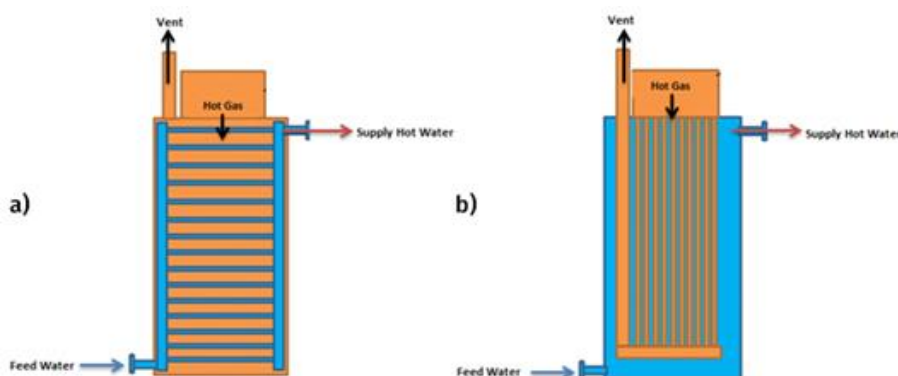 Vent
Hot Gas
Supply Hot Water
a)
Feed Water
Vent
Hot Gas
Supply Hot Water
b)
Feed Water